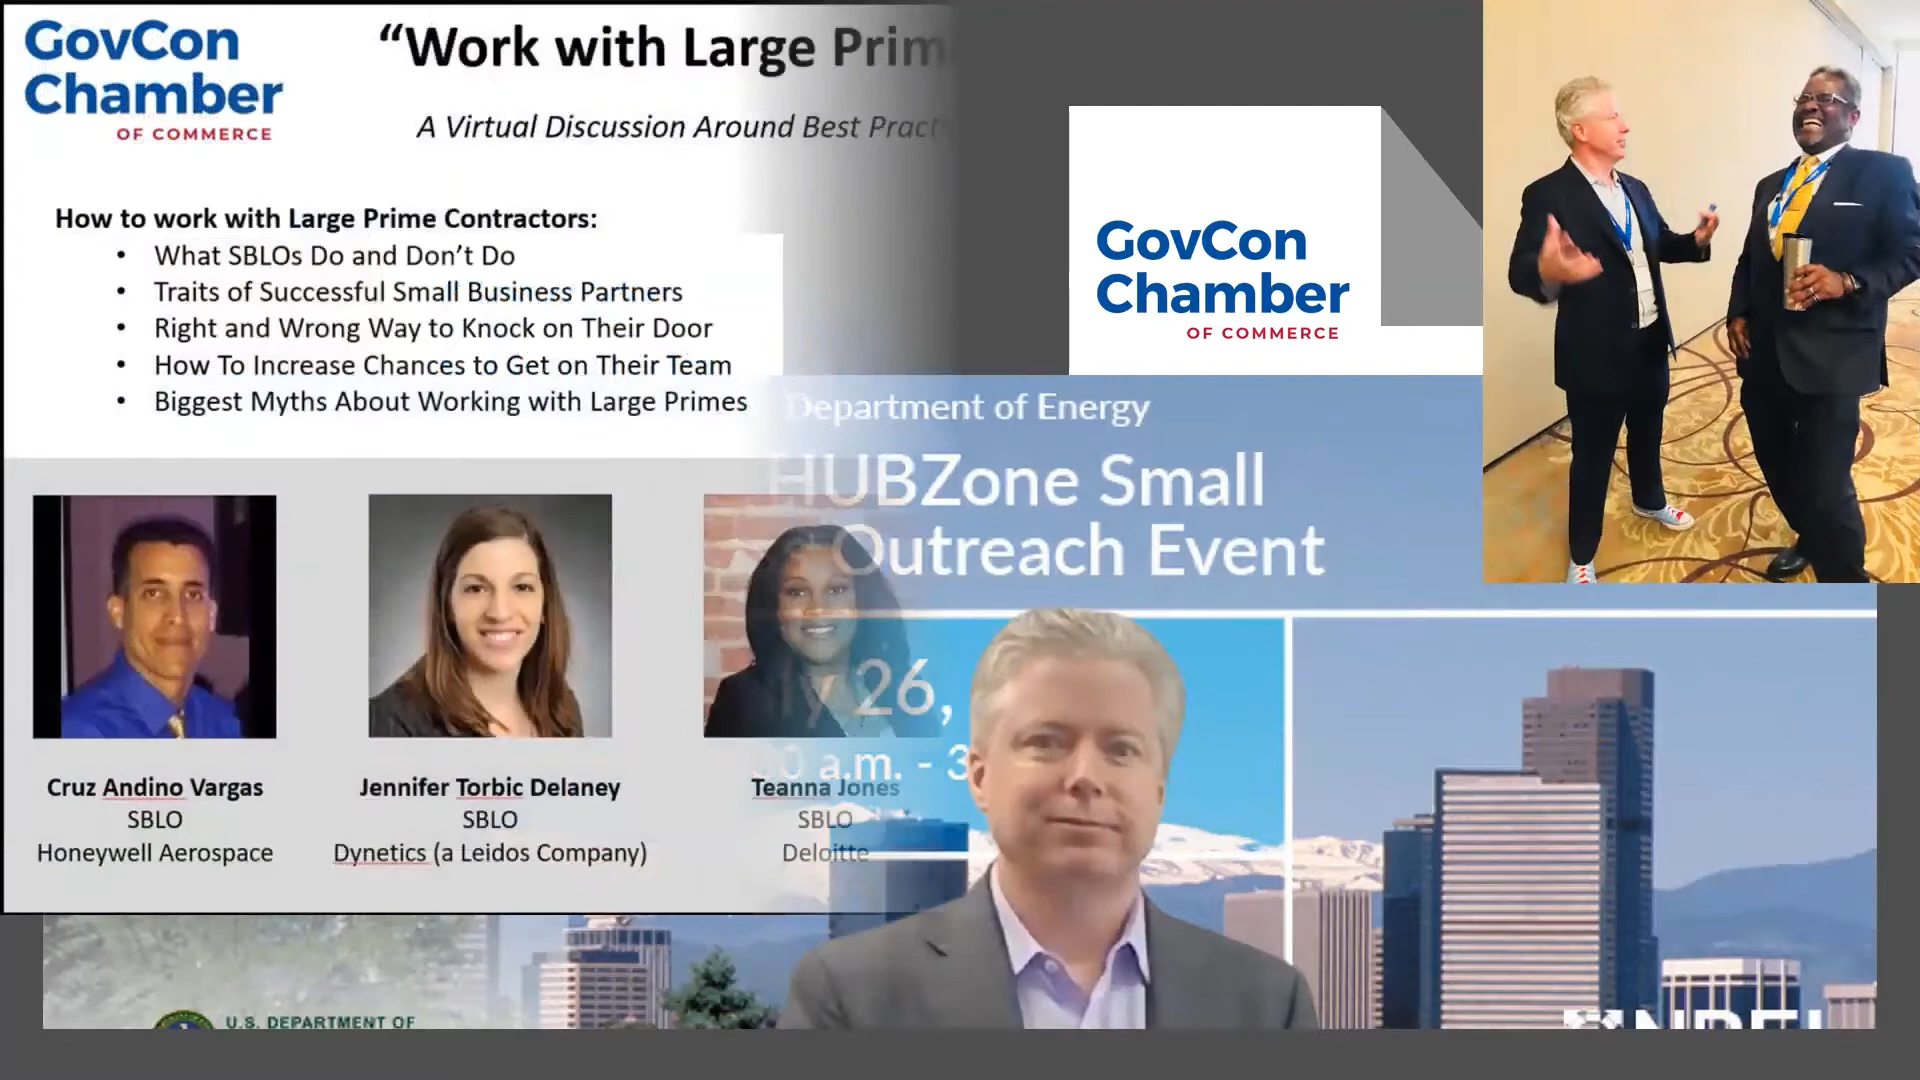 GovCon
Chamber
OF COMMERCE
“Work with Large Prim
A Virtual Discussion Around Best Pract
How to work with Large Prime Contractors:
• What SBLOs Do and Don’t Do
• Traits of Successful Small Business Partners
• Right and Wrong Way to Knock on Their Door
• How To Increase Chances to Get on Their Team
• Biggest Myths About Working with Large Primes
Cruz Andino Vargas
SBLO
Honeywell Aerospace
Jennifer Torbic Delaney
SBLO
Dynetics (a Leidos Company)
Teanna Jones
SBLO
Deloitte
GovCon
Chamber
OF COMMERCE
Department of Energy
HUBZone Small
Outreach Event
26,
0 a.m. - 3
U.S. DEPARTMENT OF
NREL